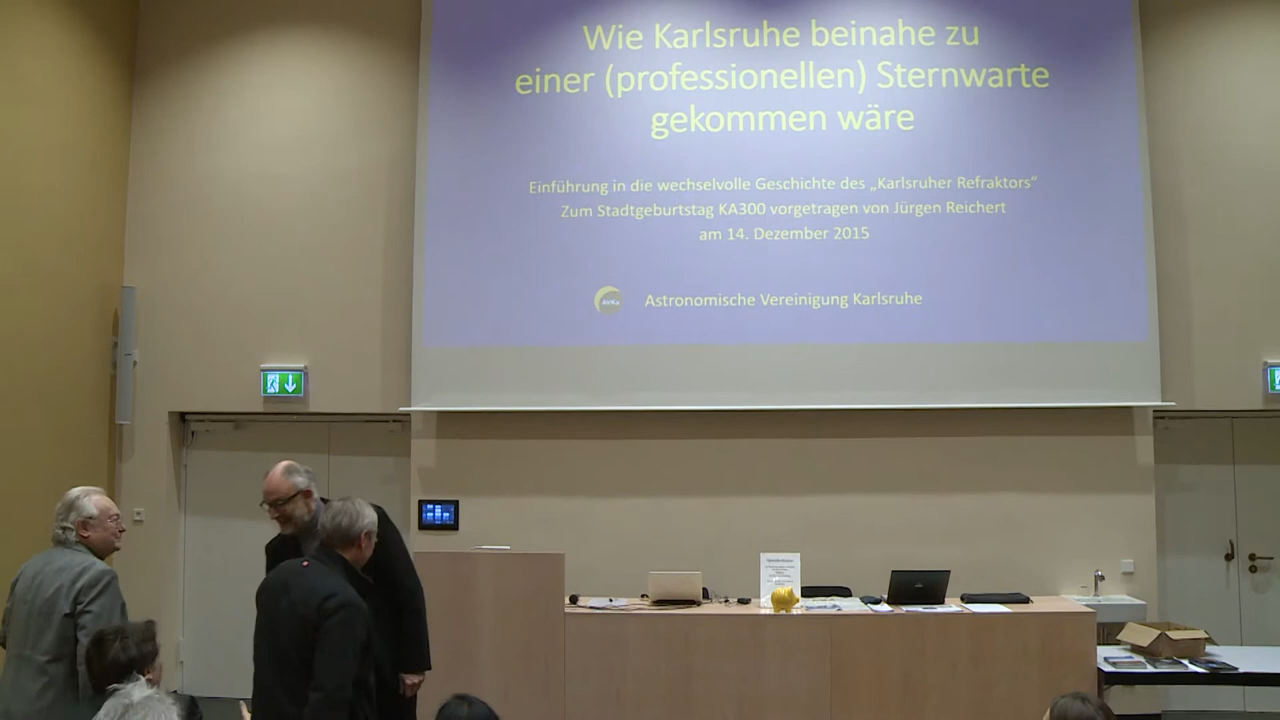 Wie Karlsruhe beinahe zu
einer (professionellen) Sternwarte
gekommen wäre
Einführung in die wechselvolle Geschichte des „Karlsruher Refraktors“
Zum Stadtgeburtstag KA300 vorgetragen von Jürgen Reichert
am 14. Dezember 2015
AVKa
Astronomische Vereinigung Karlsruhe